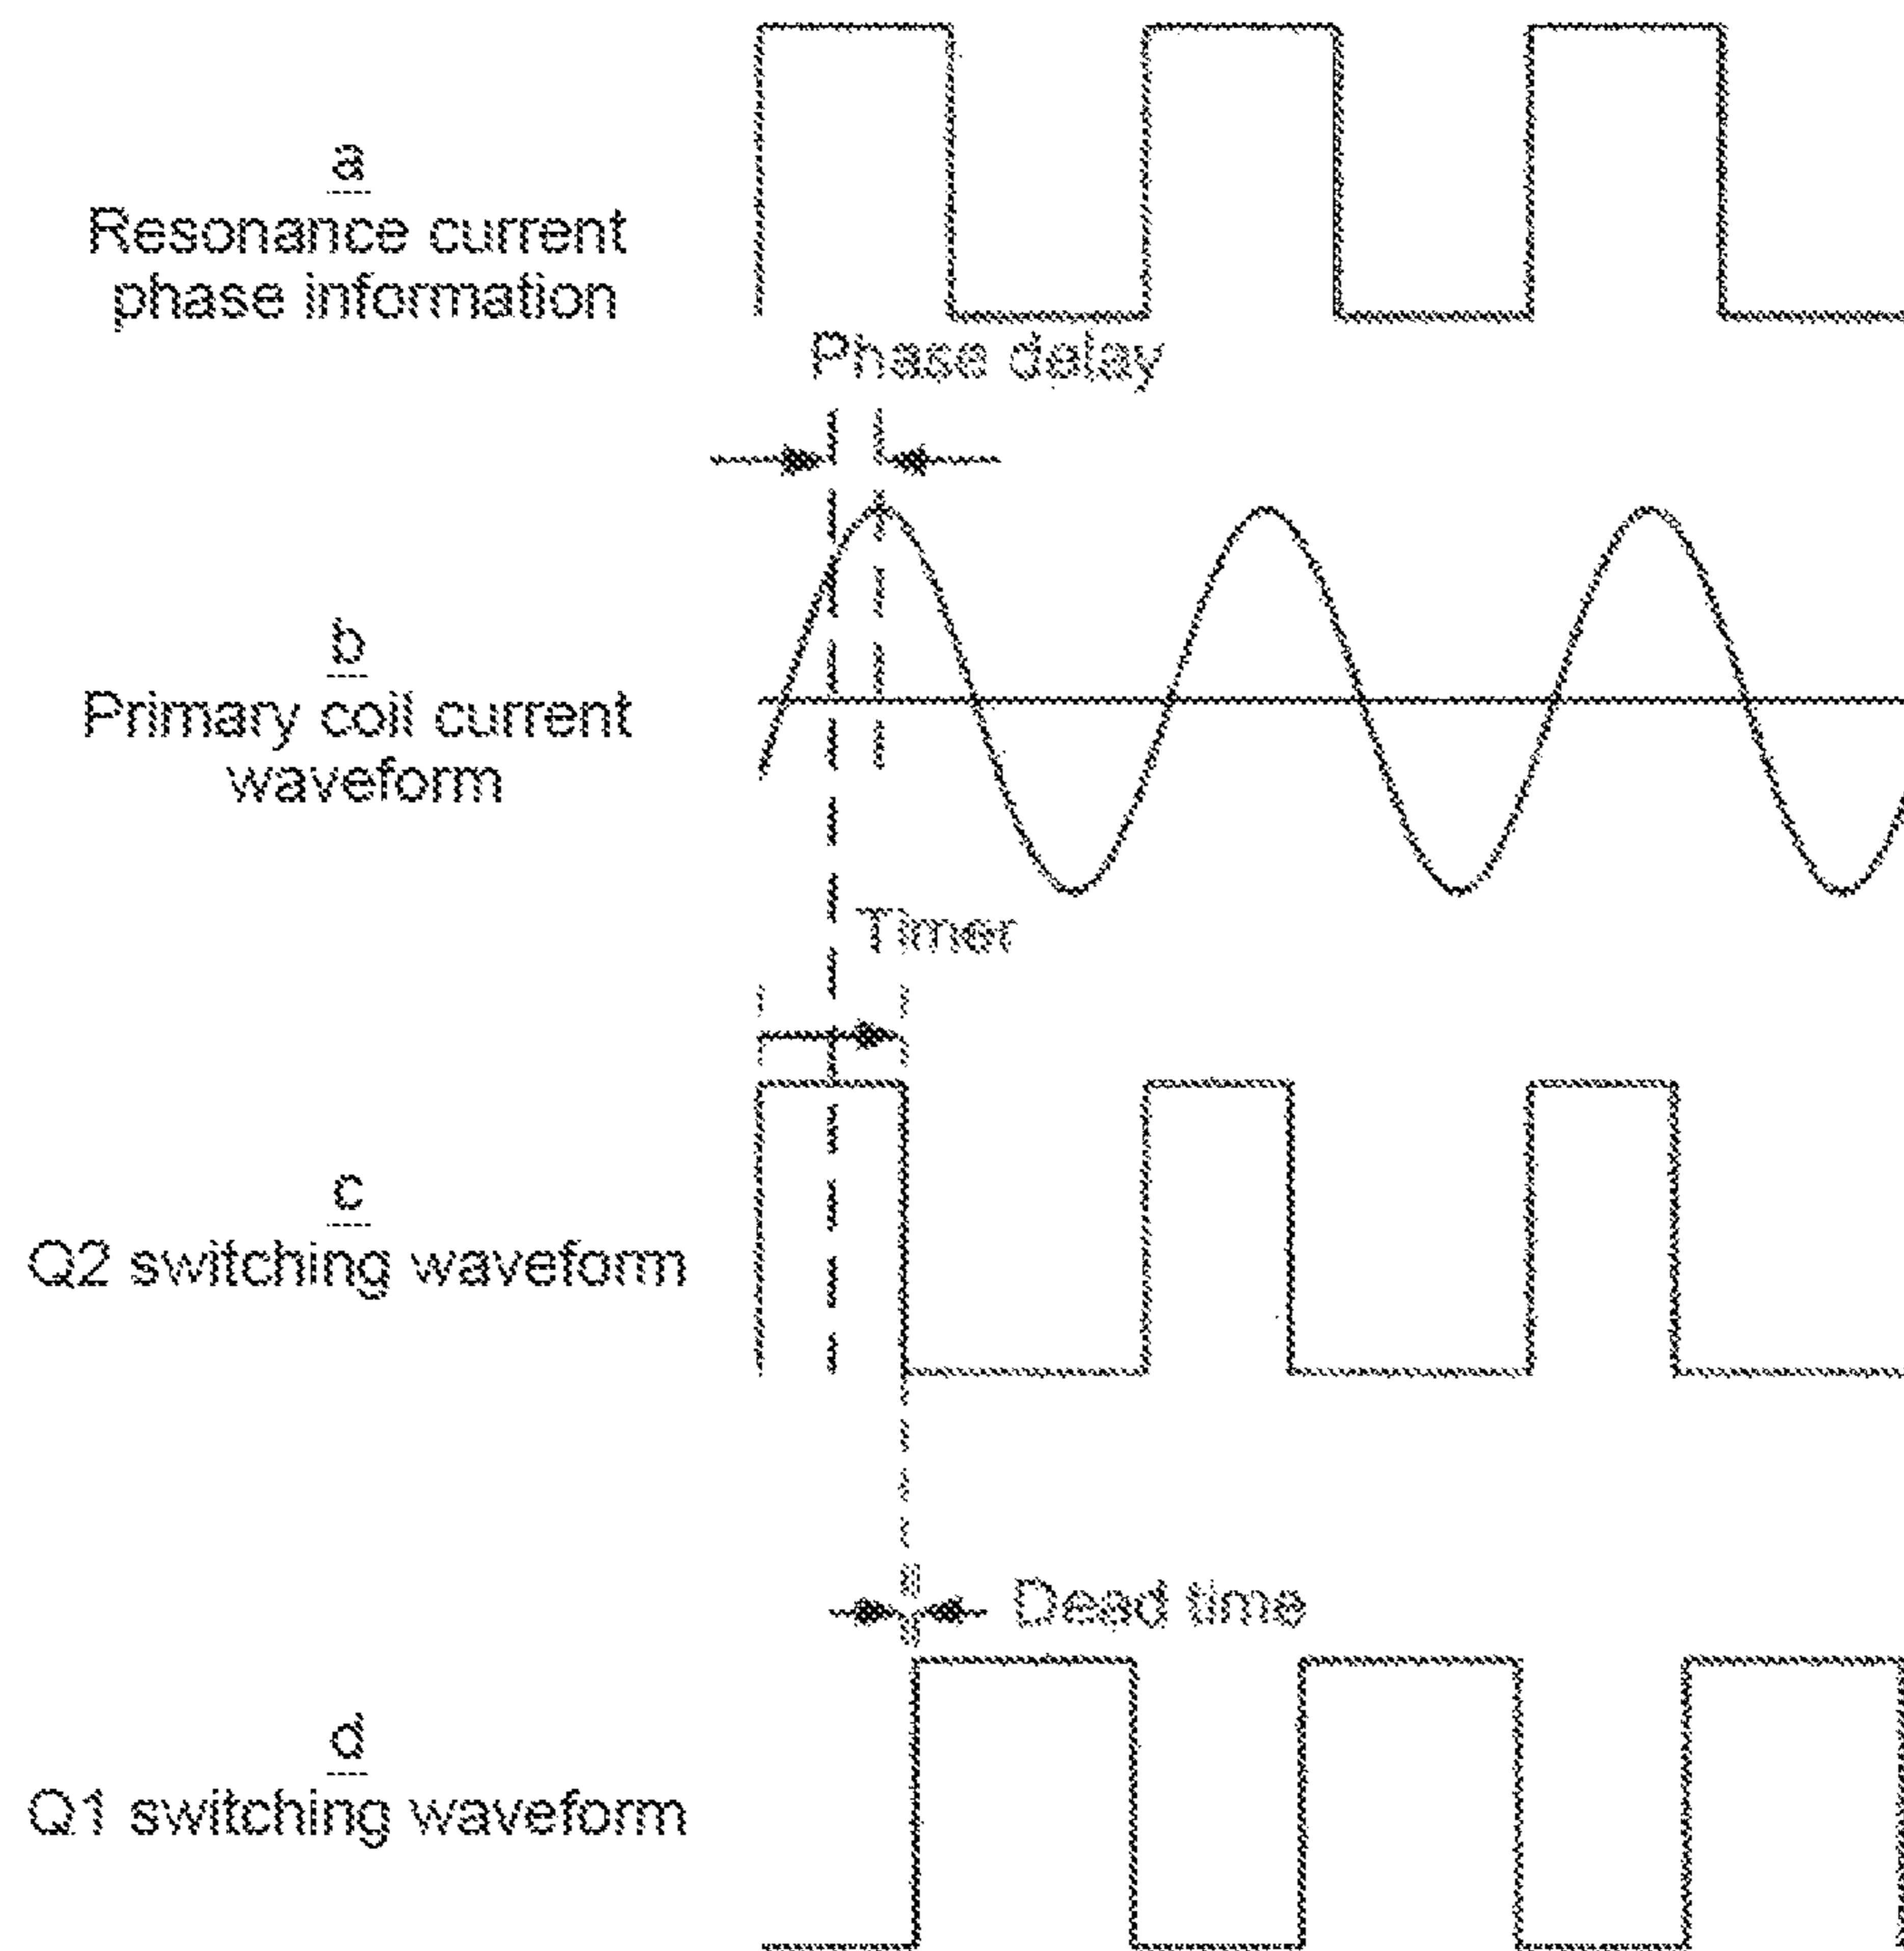 a
Resonance current
phase information
Phase delay
b
Primary coil current
waveform
Timer
c
Q2 switching waveform
Dead time
d
Q1 switching waveform